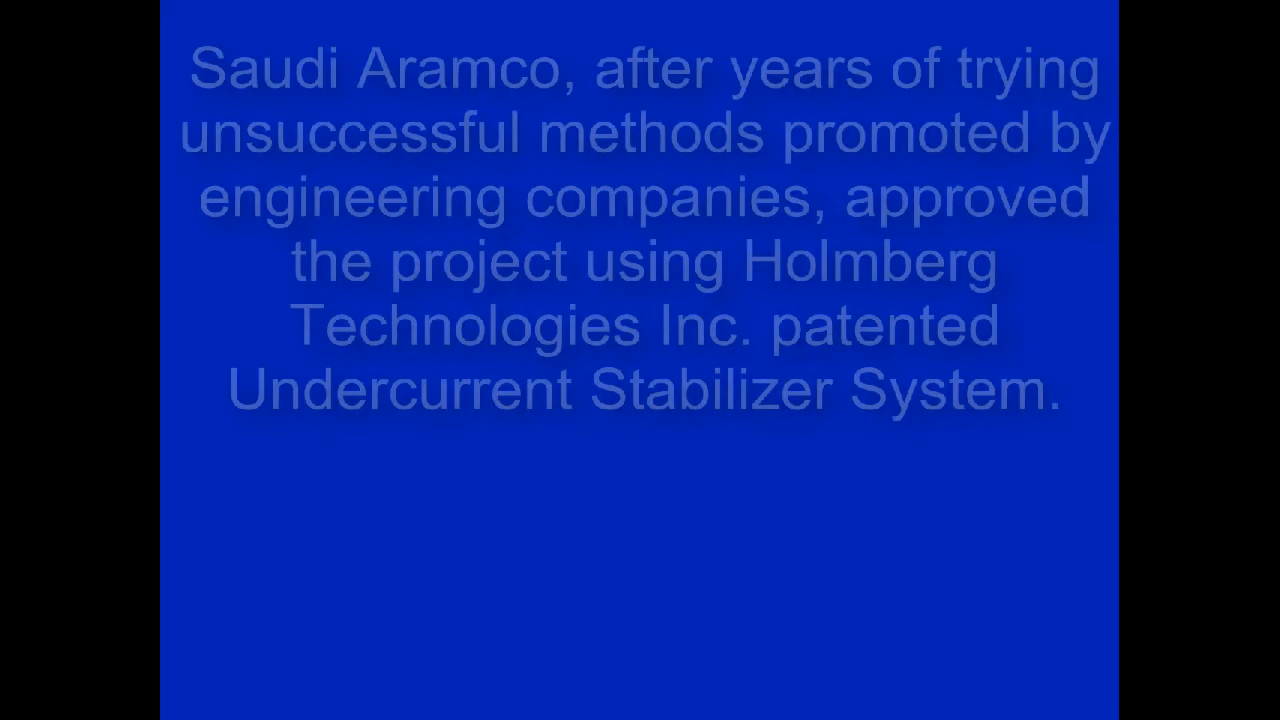 Saudi Aramco, after years of trying
unsuccessful methods promoted by
engineering companies, approved
the project using Holmberg
Technologies Inc. patented
Undercurrent Stabilizer System.